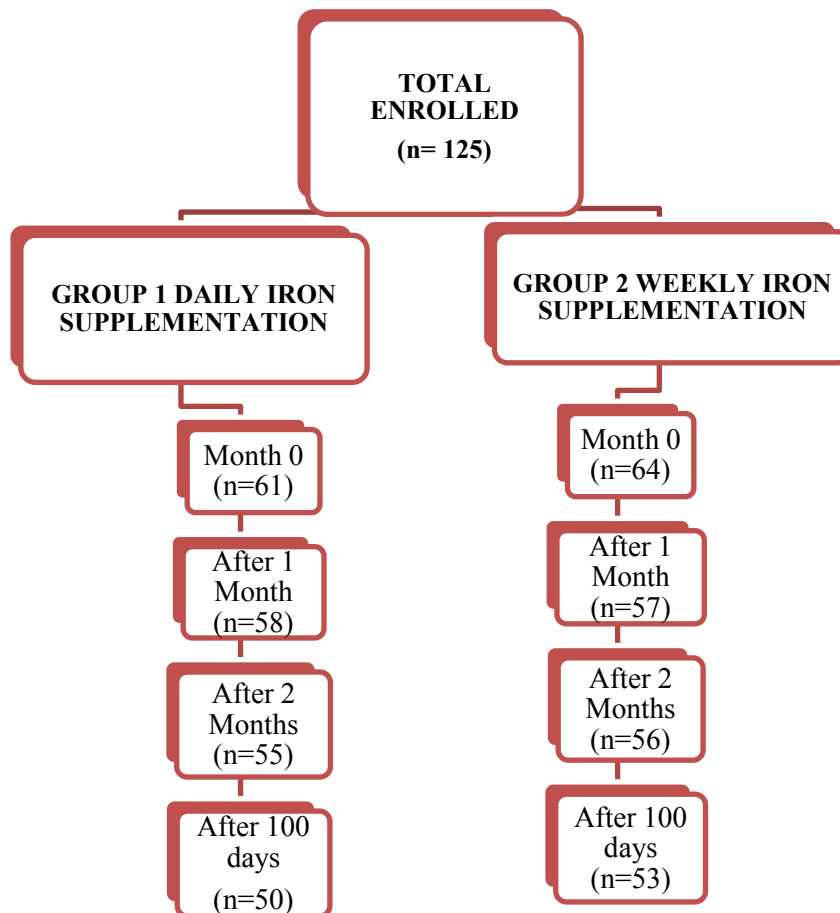 TOTAL
ENROLLED
(n= 125)
GROUP 1 DAILY IRON
SUPPLEMENTATION
GROUP 2 WEEKLY IRON
SUPPLEMENTATION
Month 0
(n=61)
After 1
Month
(n=58)
After 2
Months
(n=55)
After 100
days
(n=50)
Month 0
(n=64)
After 1
Month
(n=57)
After 2
Months
(n=56)
After 100
days
(n=53)